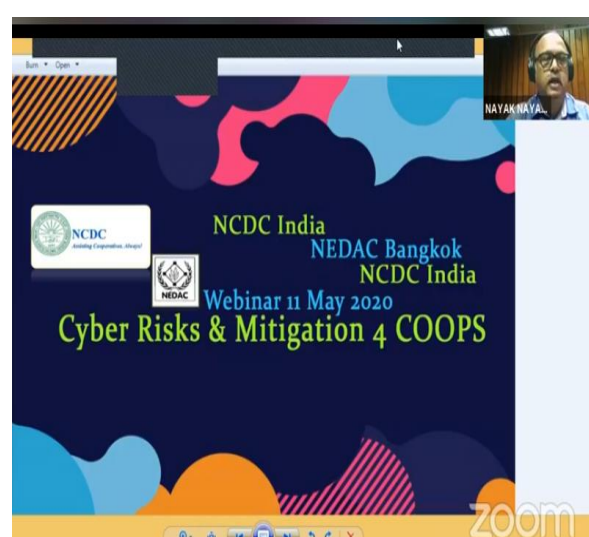 Burn Open
NAYAK NAYA...
NCDC
Assisting Cooperatives, Always!
NCDC India
NEDAC Bangkok
NCDC India
NEDAC
Webinar 11 May 2020
Cyber Risks & Mitigation 4 COOPS
zoom